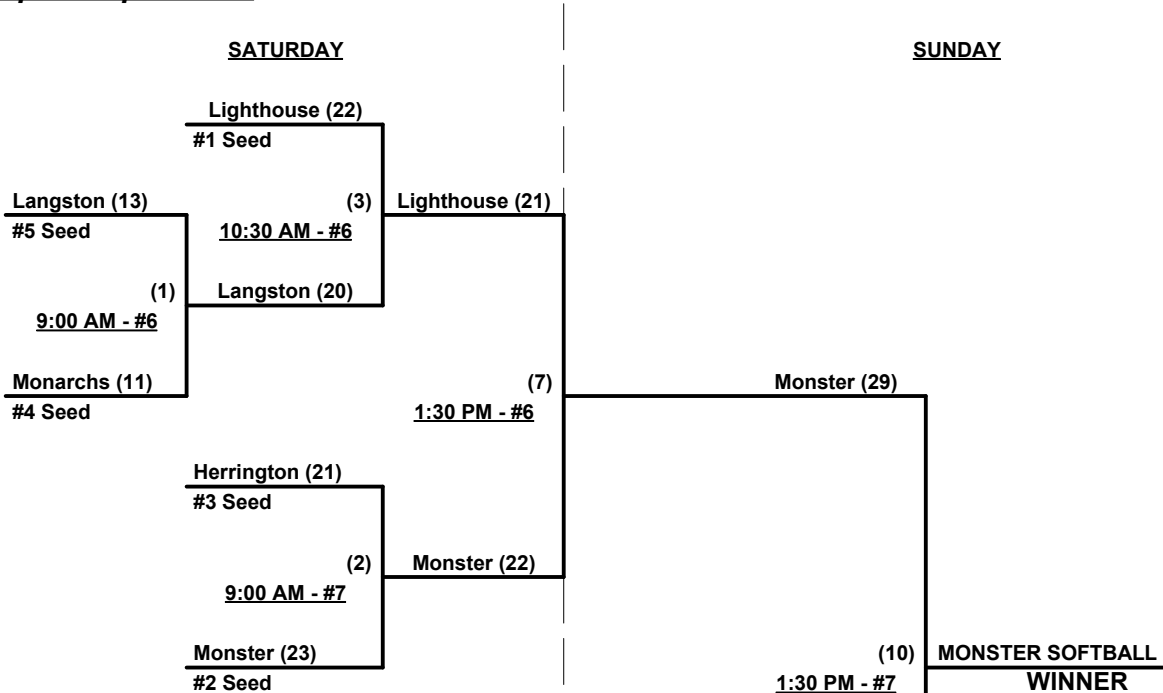 SATURDAY
SUNDAY
Lighthouse (22)
#1 Seed
Langston (13)
#5 Seed
(3)
10:30 AM - #6
Lighthouse (21)
(1)
9:00 AM - #6
Langston (20)
Monarchs (11)
#4 Seed
(7)
1:30 PM - #6
Monster (29)
Herrington (21)
#3 Seed
(2)
9:00 AM - #7
Monster (22)
Monster (23)
#2 Seed
(10)
1:30 PM - #7
MONSTER SOFTBALL
WINNER